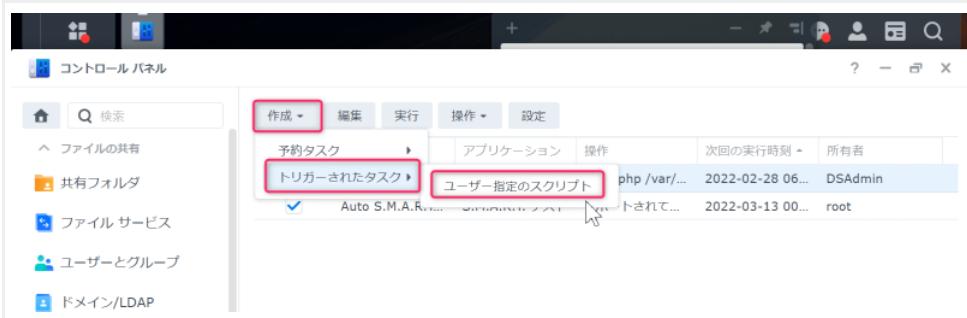 コントロール パネル
検索
作成 編集 実行 操作 設定
ファイルの共有
予約タスク アプリケーション 操作 次回の実行時刻 所有者
共有フォルダ
トリガーされたタスク ユーザー指定のスクリプト php /var/... 2022-02-28 06... DSAdmin
Auto S.M.A.R.... 2022-03-13 00... root
ファイル サービス
ユーザーとグループ
ドメイン/LDAP